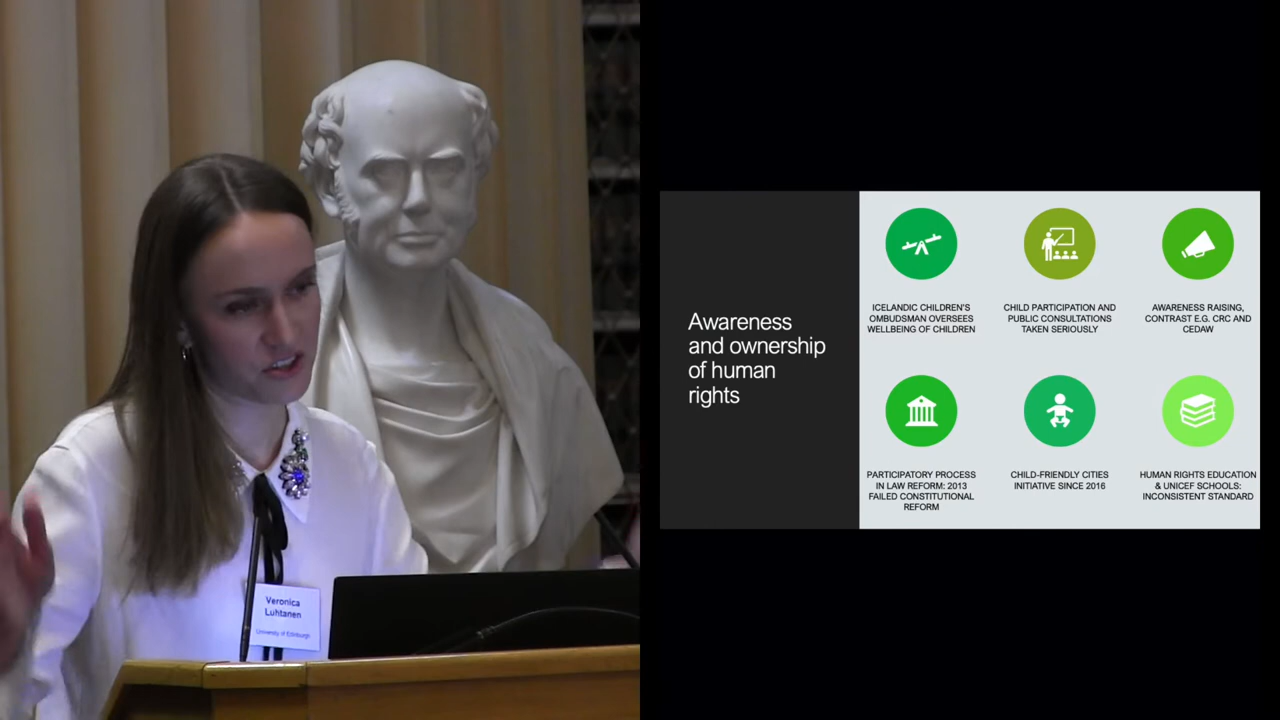 Veronica
Luhtanen
University of Edinburgh
Awareness
and ownership
of human
rights
ICELANDIC CHILDREN'S
OMBUDSMAN OVERSEES
WELLBEING OF CHILDREN
CHILD PARTICIPATION AND
PUBLIC CONSULTATIONS
TAKEN SERIOUSLY
AWARENESS RAISING,
CONTRAST E.G. CRC AND
CEDAW
PARTICIPATORY PROCESS
IN LAW REFORM: 2013
FAILED CONSTITUTIONAL
REFORM
CHILD-FRIENDLY CITIES
INITIATIVE SINCE 2016
HUMAN RIGHTS EDUCATION
& UNICEF SCHOOLS:
INCONSISTENT STANDARD